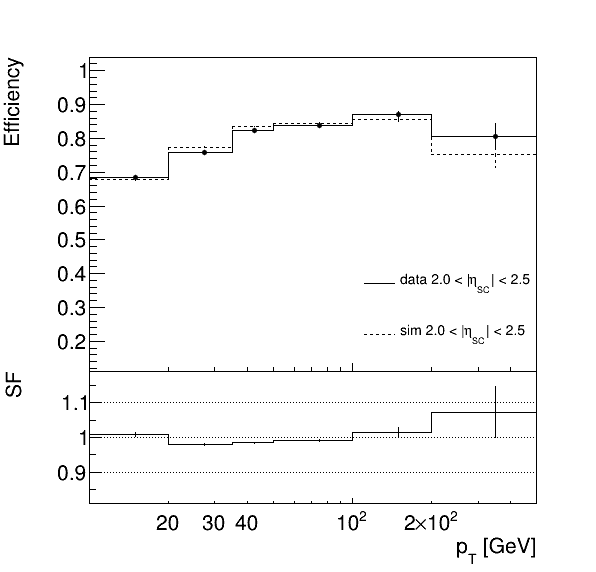 Efficiency
1
0.9
0.8
0.7
0.6
0.5
0.4
0.3
0.2
data 2.0 < |η_SC| < 2.5
sim 2.0 < |η_SC| < 2.5
SF
1.1
1
0.9
20 30 40 10² 2×10²
p_T [GeV]